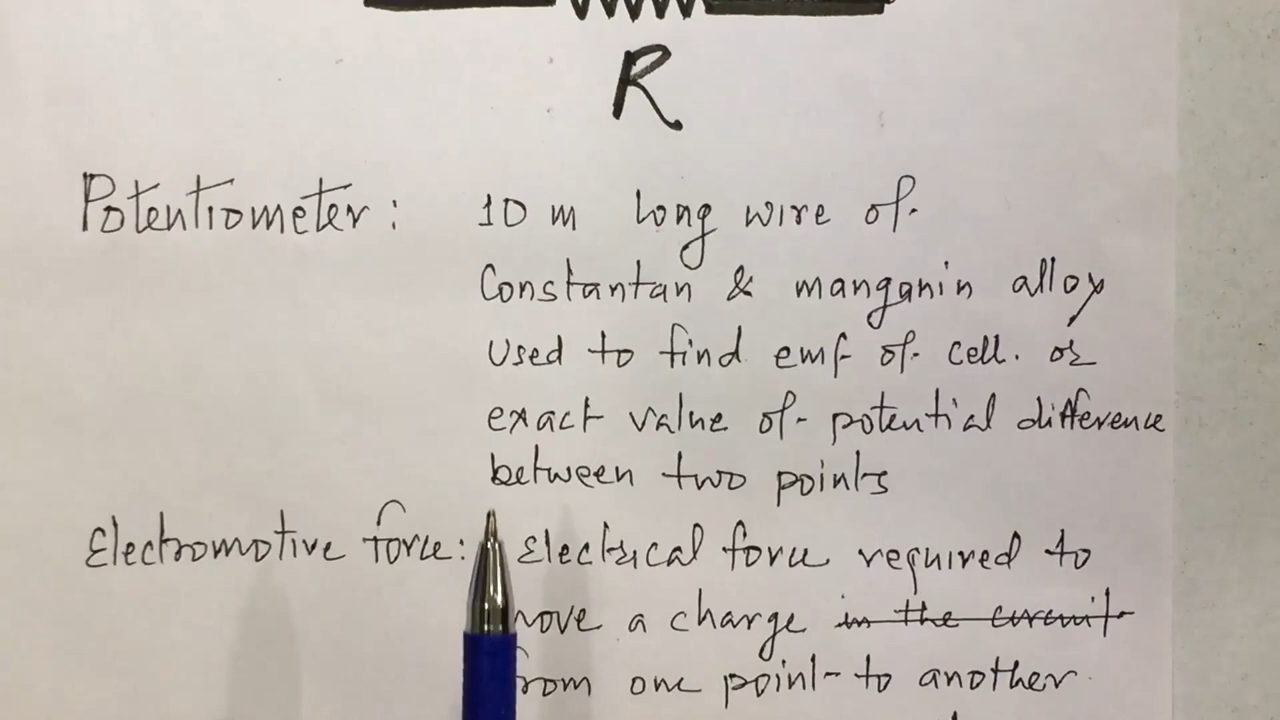 R
Potentiometer: 10 m long wire of
Constantan & manganin alloy
used to find emf of cell. or
exact value of potential difference
between two points
Electromotive force: Electrical force required to
move a charge in the circuit
from one point to another